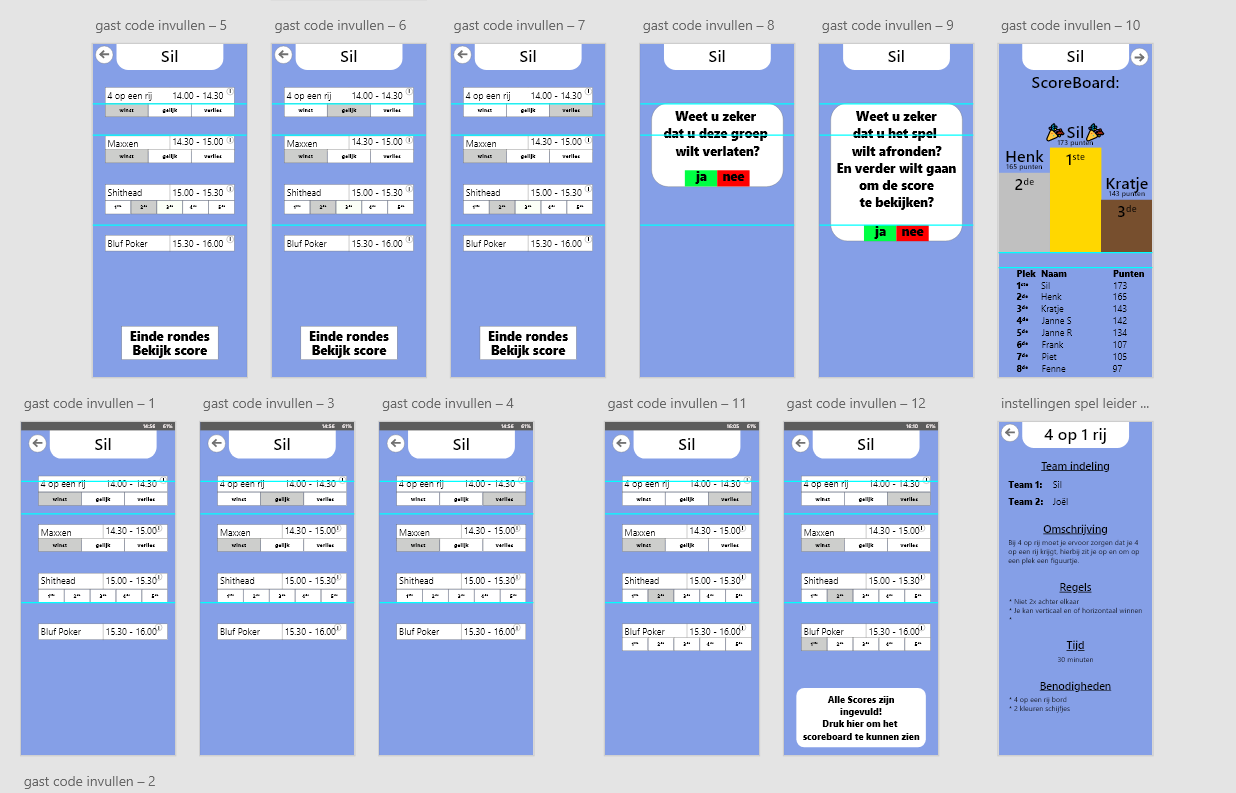 gast code invullen – 5
Sil
4 op een rij 14.00 - 14.30
winst gelijk verlies
Maxxen 14.30 - 15.00
winst gelijk verlies
Shithead 15.00 - 15.30
1ste 2de 3de 4de 5de
Bluf Poker 15.30 - 16.00
Einde rondes
Bekijk score
gast code invullen – 6
Sil
4 op een rij 14.00 - 14.30
winst gelijk verlies
Maxxen 14.30 - 15.00
winst gelijk verlies
Shithead 15.00 - 15.30
1ste 2de 3de 4de 5de
Bluf Poker 15.30 - 16.00
Einde rondes
Bekijk score
gast code invullen – 7
Sil
4 op een rij 14.00 - 14.30
winst gelijk verlies
Maxxen 14.30 - 15.00
winst gelijk verlies
Shithead 15.00 - 15.30
1ste 2de 3de 4de 5de
Bluf Poker 15.30 - 16.00
Einde rondes
Bekijk score
gast code invullen – 8
Sil
Weet u zeker
dat u deze groep
wilt verlaten?
ja nee
gast code invullen – 9
Sil
Weet u zeker
dat u het spel
wilt afronden?
En verder wilt gaan
om de score
te bekijken?
ja nee
gast code invullen – 10
Sil
ScoreBoard:
Sil
173 punten
Henk
165 punten
1ste
Kratje
143 punten
2de
3de
Plek Naam Punten
1ste Sil 173
2de Henk 165
3de Kratje 143
4de Janne S 142
5de Janne R 134
6de Frank 107
7de Piet 105
8de Fenne 97
gast code invullen – 1
14:56 61%
Sil
4 op een rij 14.00 - 14.30
winst gelijk verlies
Maxxen 14.30 - 15.00
winst gelijk verlies
Shithead 15.00 - 15.30
1ste 2de 3de 4de 5de
Bluf Poker 15.30 - 16.00
gast code invullen – 3
14:56 61%
Sil
4 op een rij 14.00 - 14.30
winst gelijk verlies
Maxxen 14.30 - 15.00
winst gelijk verlies
Shithead 15.00 - 15.30
1ste 2de 3de 4de 5de
Bluf Poker 15.30 - 16.00
gast code invullen – 4
14:56 61%
Sil
4 op een rij 14.00 - 14.30
winst gelijk verlies
Maxxen 14.30 - 15.00
winst gelijk verlies
Shithead 15.00 - 15.30
1ste 2de 3de 4de 5de
Bluf Poker 15.30 - 16.00
gast code invullen – 11
16:05 61%
Sil
4 op een rij 14.00 - 14.30
winst gelijk verlies
Maxxen 14.30 - 15.00
winst gelijk verlies
Shithead 15.00 - 15.30
1ste 2de 3de 4de 5de
Bluf Poker 15.30 - 16.00
1ste 2de 3de 4de 5de
gast code invullen – 12
16:10 61%
Sil
4 op een rij 14.00 - 14.30
winst gelijk verlies
Maxxen 14.30 - 15.00
winst gelijk verlies
Shithead 15.00 - 15.30
1ste 2de 3de 4de 5de
Bluf Poker 15.30 - 16.00
1ste 2de 3de 4de 5de
Alle Scores zijn
ingevuld!
Druk hier om het
scoreboard te kunnen zien
instellingen spel leider ...
4 op 1 rij
Team indeling
Team 1: Sil
Team 2: Joël
Omschrijving
Bij 4 op rij moet je ervoor zorgen dat je 4
op een rij krijgt, hierbij zit je op en om op
een plek een figuurtje.
Regels
* Niet 2x achter elkaar
* Je kan verticaal en of horizontaal winnen
*
Tijd
30 minuten
Benodigheden
* 4 op een rij bord
* 2 kleuren schijfjes
gast code invullen – 2